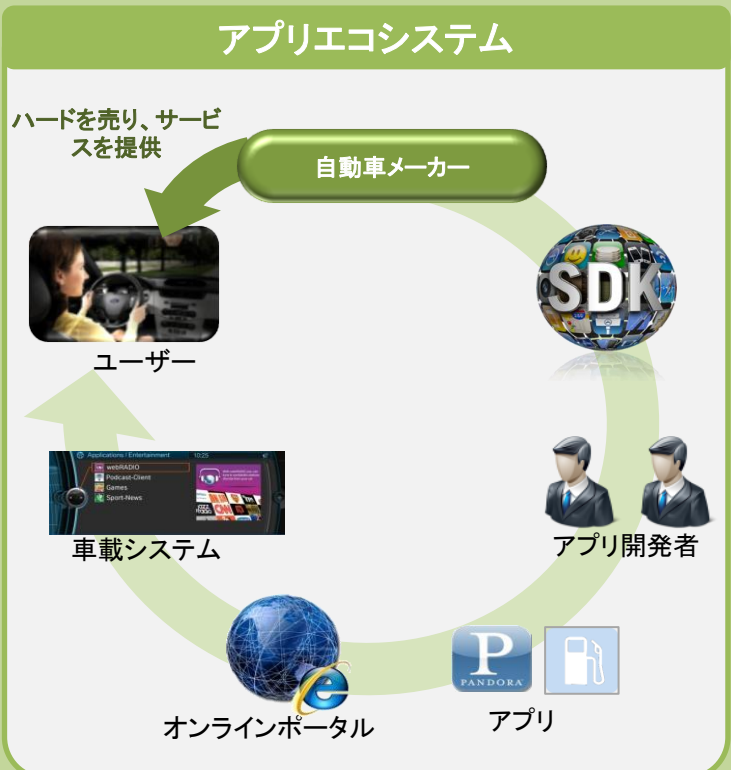 アプリエコシステム
ハードを売り、サービ
スを提供
自動車メーカー
SDK
ユーザー
Applications / Entertainment 10:25
webRADIO
Podcast-Client
Games
Sport-News
CNN
車載システム
アプリ開発者
P
PANDORA
オンラインポータル
アプリ